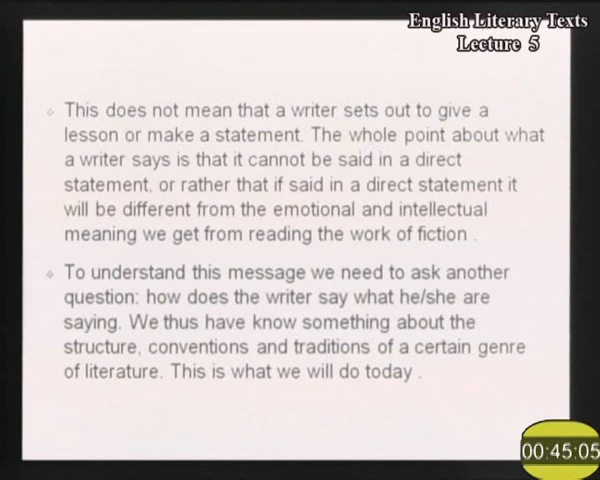 English Literary Texts
Lecture 5
This does not mean that a writer sets out to give a
lesson or make a statement. The whole point about what
a writer says is that it cannot be said in a direct
statement, or rather that if said in a direct statement it
will be different from the emotional and intellectual
meaning we get from reading the work of fiction .
To understand this message we need to ask another
question: how does the writer say what he/she are
saying. We thus have know something about the
structure, conventions and traditions of a certain genre
of literature. This is what we will do today .
00:45:05